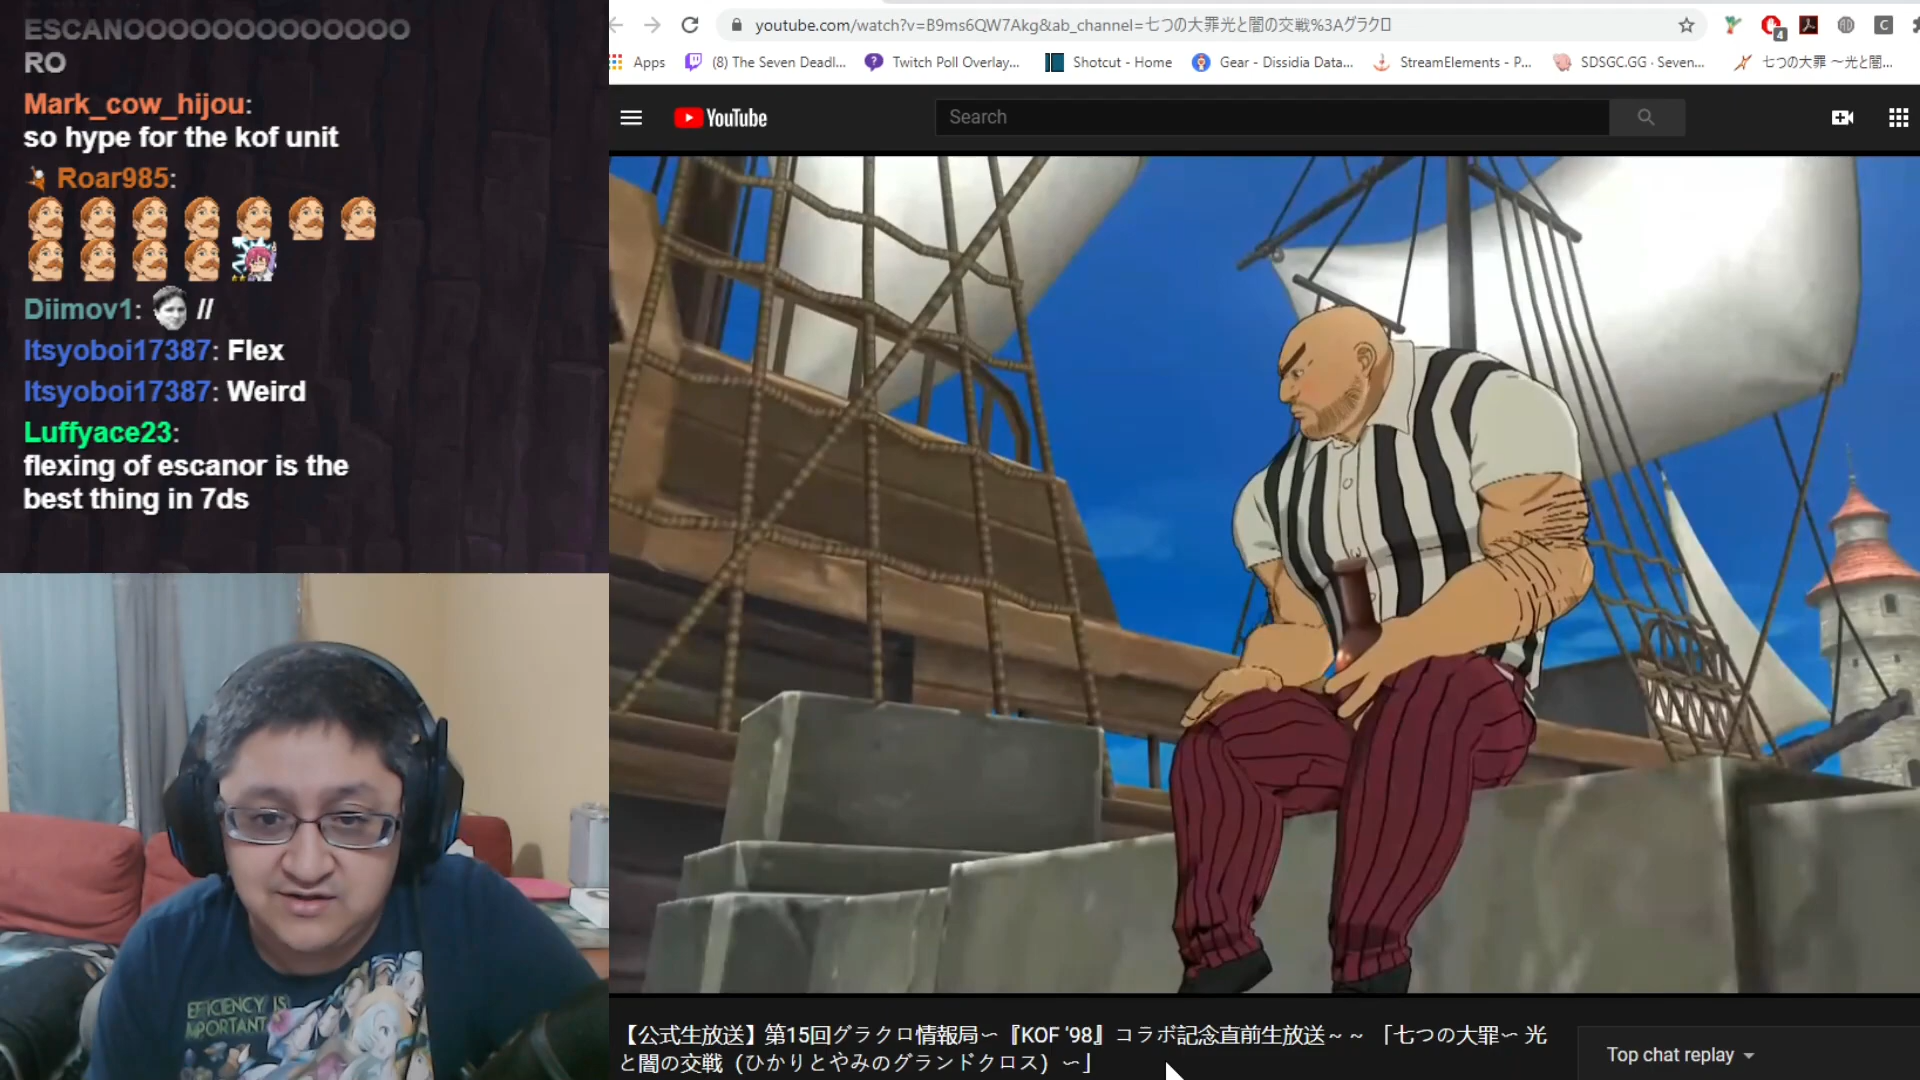 ESCANOOOOOOOOOOOOO
RO
Mark_cow_hijou:
so hype for the kof unit
Roar985:
Diimov1: //
Itsyoboi17387: Flex
Itsyoboi17387: Weird
Luffyace23:
flexing of escanor is the
best thing in 7ds
EFFICIENCY IS
IMPORTANT
youtube.com/watch?v=B9ms6QW7Akg&ab_channel=七つの大罪光と闇の交戦%3Aグラクロ
4
Apps (8) The Seven Deadl... Twitch Poll Overlay... Shotcut - Home Gear - Dissidia Data... StreamElements - P... SDSGC.GG - Seven... 七つの大罪 ～光と闇...
YouTube
Search
【公式生放送】第15回グラクロ情報局～『KOF '98』コラボ記念直前生放送～～「七つの大罪～ 光
と闇の交戦（ひかりとやみのグランドクロス）～」
Top chat replay